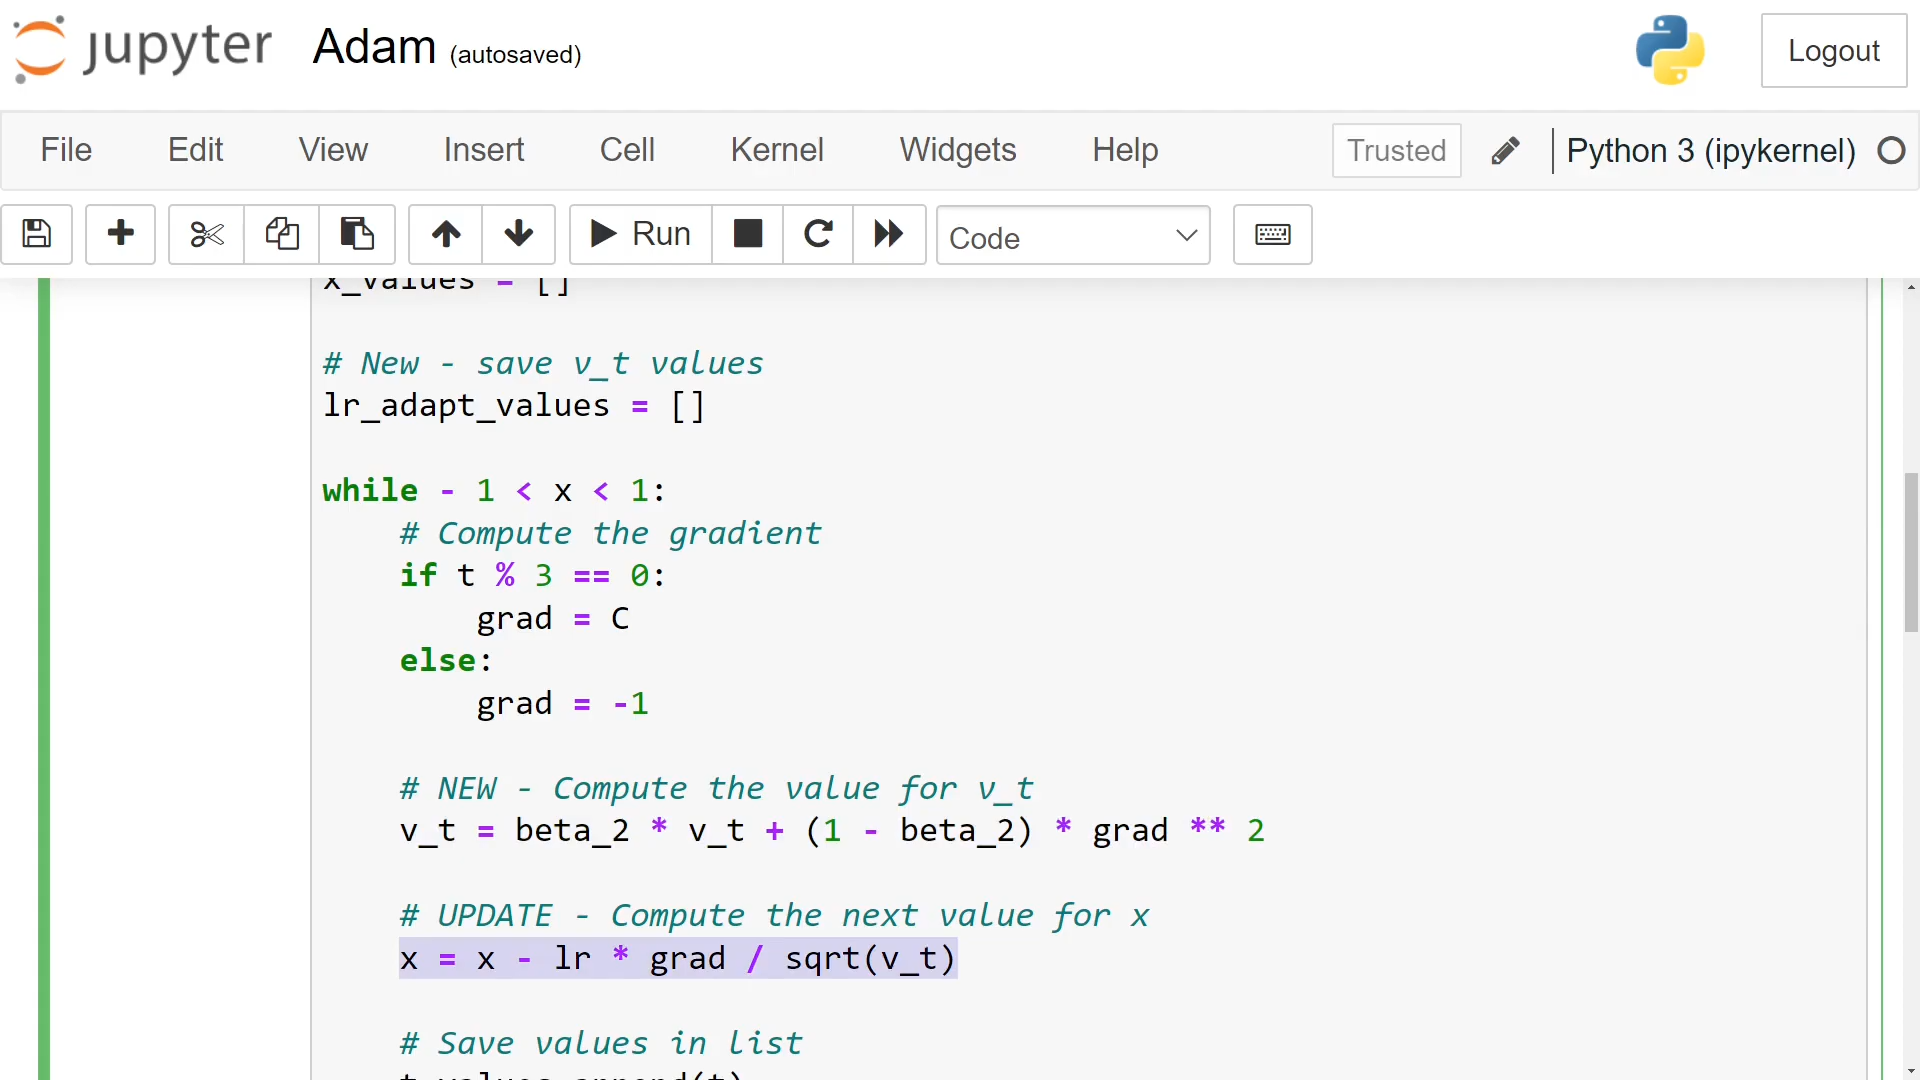 jupyter Adam (autosaved) Logout
File Edit View Insert Cell Kernel Widgets Help Trusted Python 3 (ipykernel)
Run Code
x_values = []
# New - save v_t values
lr_adapt_values = []
while - 1 < x < 1:
# Compute the gradient
if t % 3 == 0:
grad = C
else:
grad = -1
# NEW - Compute the value for v_t
v_t = beta_2 * v_t + (1 - beta_2) * grad ** 2
# UPDATE - Compute the next value for x
x = x - lr * grad / sqrt(v_t)
# Save values in list
t_values.append(t)